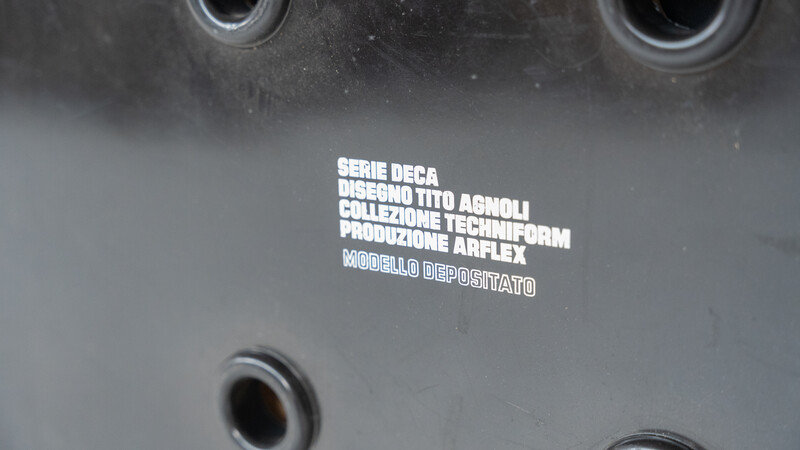 SERIE DECA
DISEGNO TITO AGNOLI
COLLEZIONE TECHNIFORM
PRODUZIONE ARFLEX
MODELLO DEPOSITATO